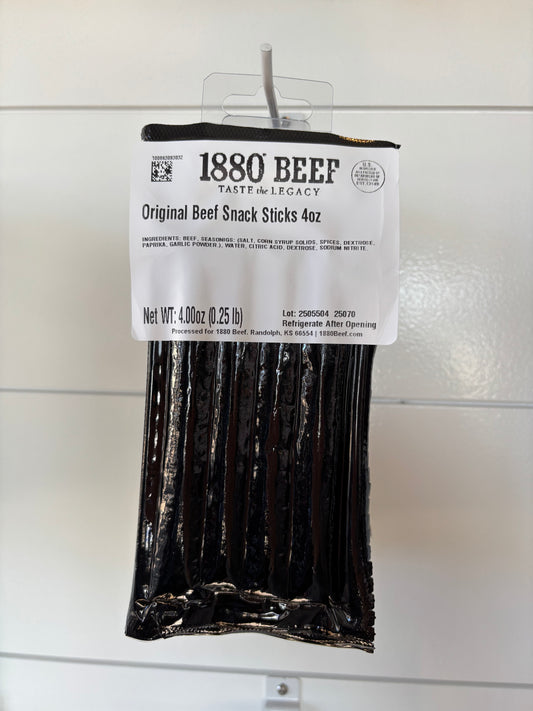 1880 BEEF
TASTE the LEGACY
Original Beef Snack Sticks 4oz
INGREDIENTS: BEEF, SEASONIGS: (SALT, CORN SYRUP SOLIDS, SPICES, DEXTROSE,
PAPRIKA, GARLIC POWDER.), WATER, CITRIC ACID, DEXTROSE, SODIUM NITRITE.
Net WT: 4.00oz (0.25 lb)
Lot: 2505504 25070
Refrigerate After Opening
Processed for 1880 Beef, Randolph, KS 66554 | 1880Beef.com